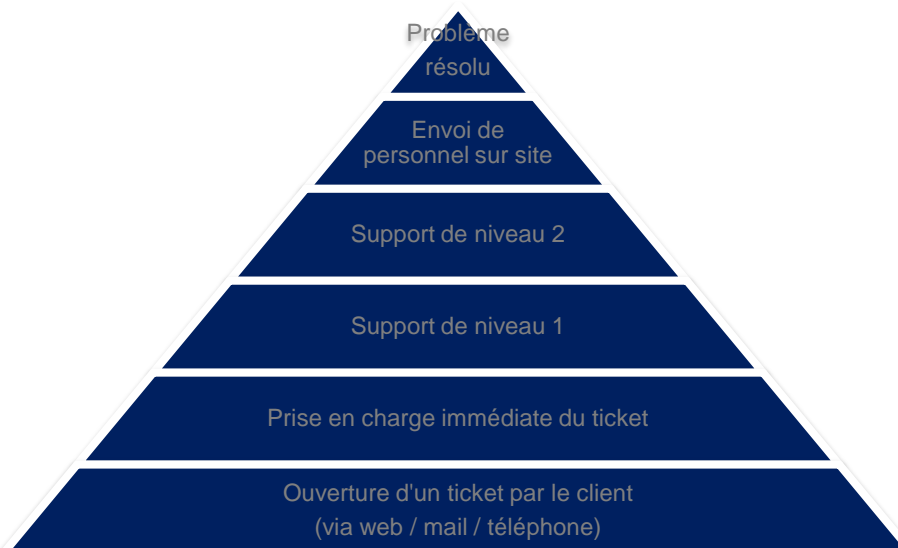 Problème
résolu
Envoi de
personnel sur site
Support de niveau 2
Support de niveau 1
Prise en charge immédiate du ticket
Ouverture d'un ticket par le client
(via web / mail / téléphone)